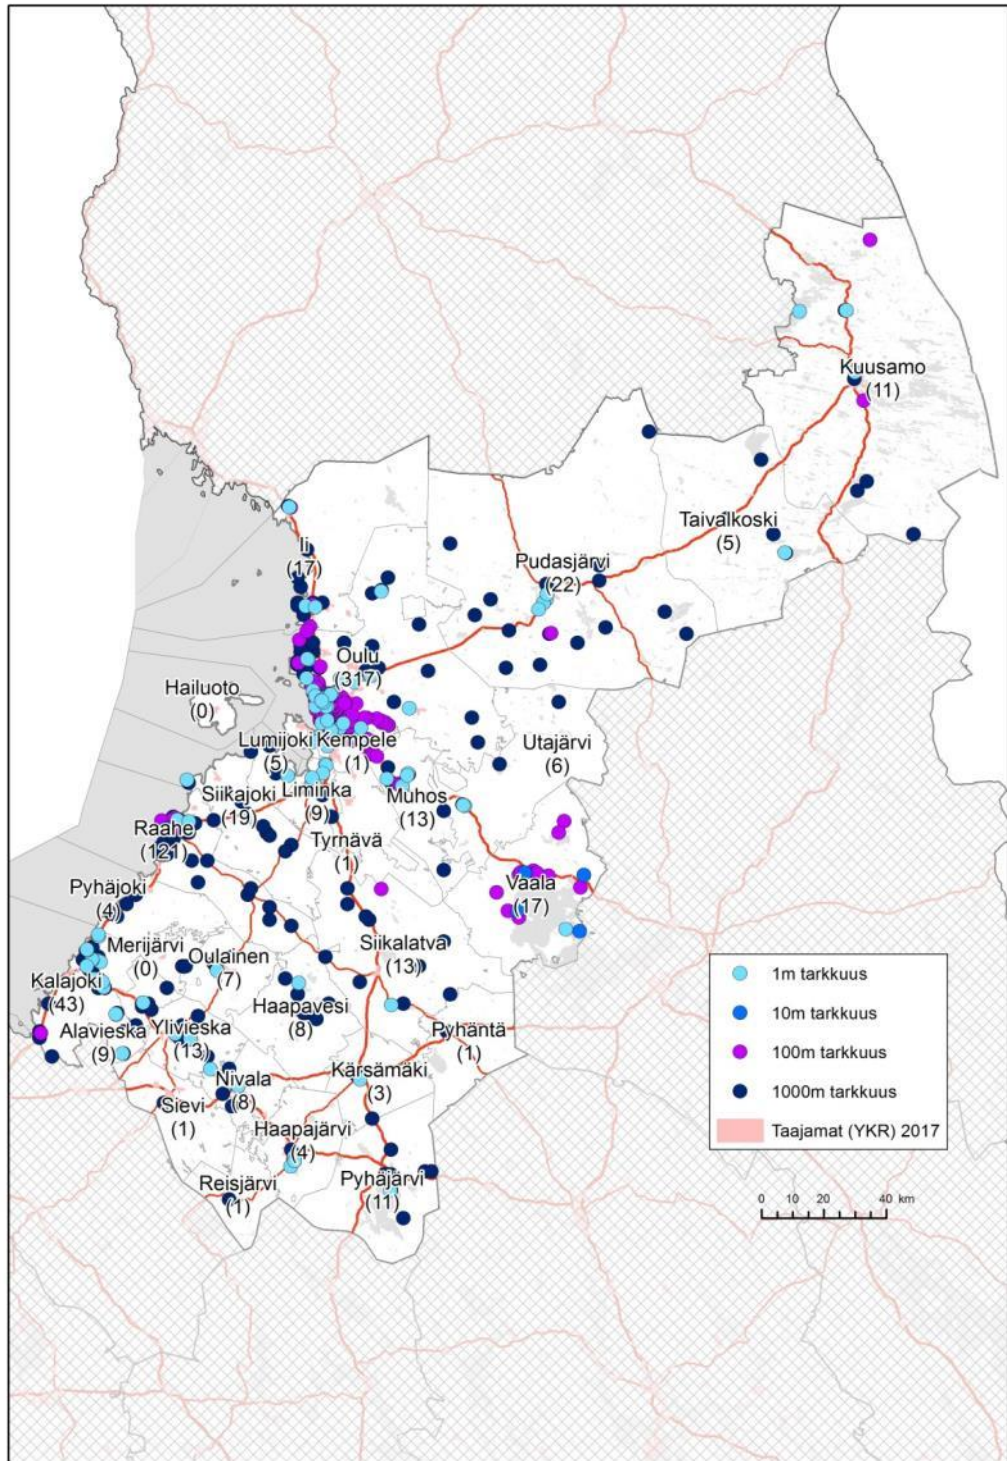 Kuusamo
(11)
Taivalkoski
(5)
Ii
(17)
Pudasjärvi
(22)
Oulu
(317)
Hailuoto
(0)
Lumijoki
(5)
Kempele
(1)
Utajärvi
(6)
Siikajoki
(19)
Liminka
(9)
Muhos
(13)
Raahe
(121)
Tyrnävä
(1)
Pyhäjoki
(4)
Vaala
(17)
Merijärvi
(0)
Oulainen
(7)
Siikalatva
(13)
Kalajoki
(43)
Haapavesi
(8)
Alavieska
(9)
Ylivieska
(13)
Pyhäntä
(1)
Nivala
(8)
Kärsämäki
(3)
Sievi
(1)
Haapajärvi
(4)
Reisjärvi
(1)
Pyhäjärvi
(11)
1m tarkkuus
10m tarkkuus
100m tarkkuus
1000m tarkkuus
Taajamat (YKR) 2017
0 10 20 40 km